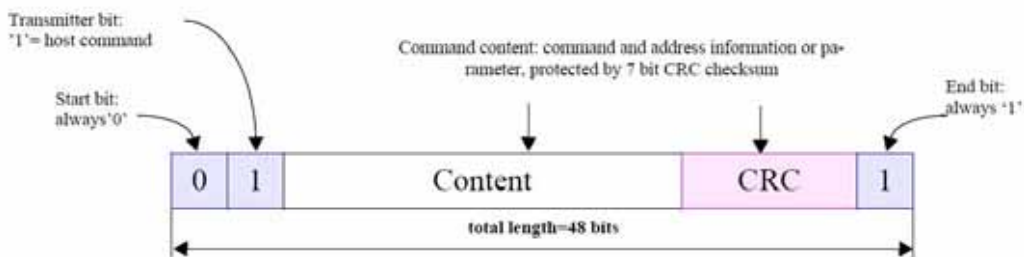 Transmitter bit:
'1'= host command
Command content: command and address information or pa-
rameter, protected by 7 bit CRC checksum
Start bit:
always'0'
End bit:
always '1'
0 1 Content CRC 1
total length=48 bits